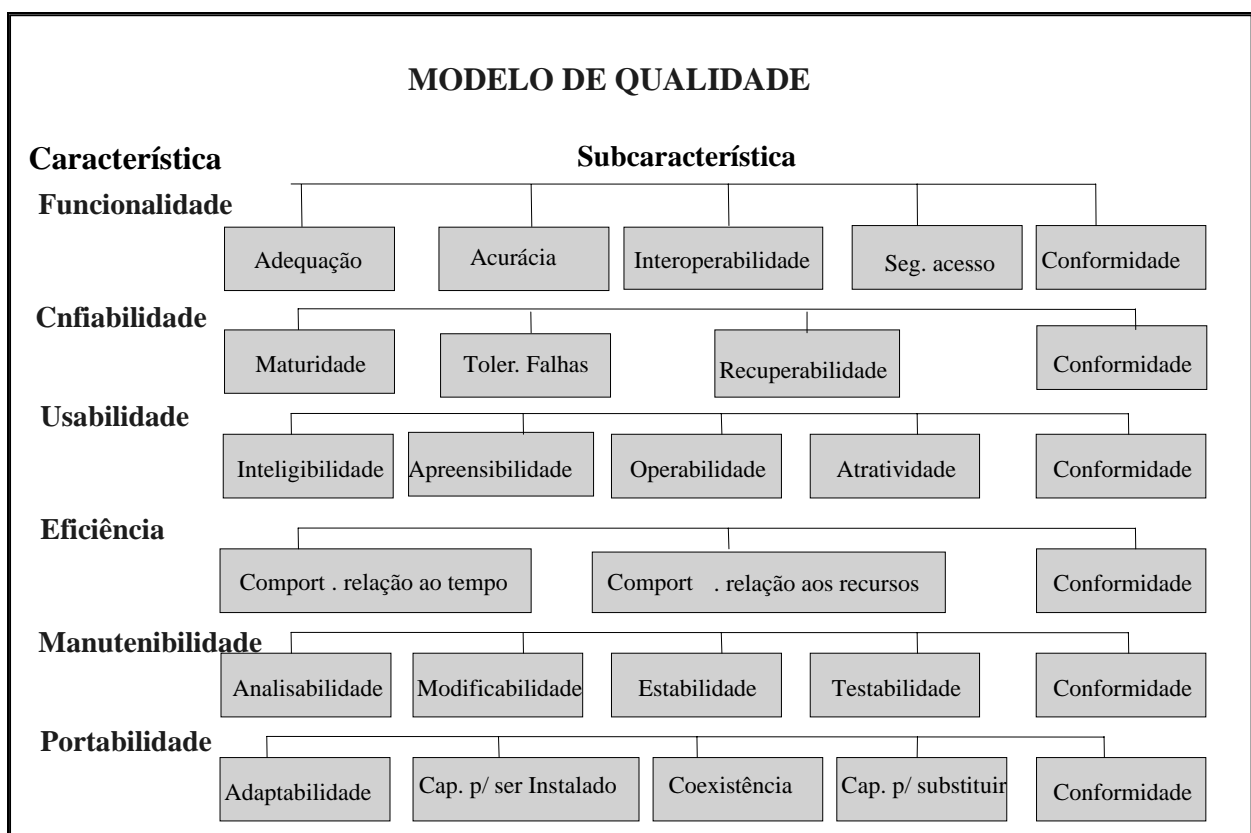 MODELO DE QUALIDADE
Característica Subcaracterística
Funcionalidade
Adequação Acurácia Interoperabilidade Seg. acesso Conformidade
Cnfiabilidade
Maturidade Toler. Falhas Recuperabilidade Conformidade
Usabilidade
Inteligibilidade Apreensibilidade Operabilidade Atratividade Conformidade
Eficiência
Comport . relação ao tempo Comport . relação aos recursos Conformidade
Manutenibilidade
Analisabilidade Modificabilidade Estabilidade Testabilidade Conformidade
Portabilidade
Adaptabilidade Cap. p/ ser Instalado Coexistência Cap. p/ substituir Conformidade